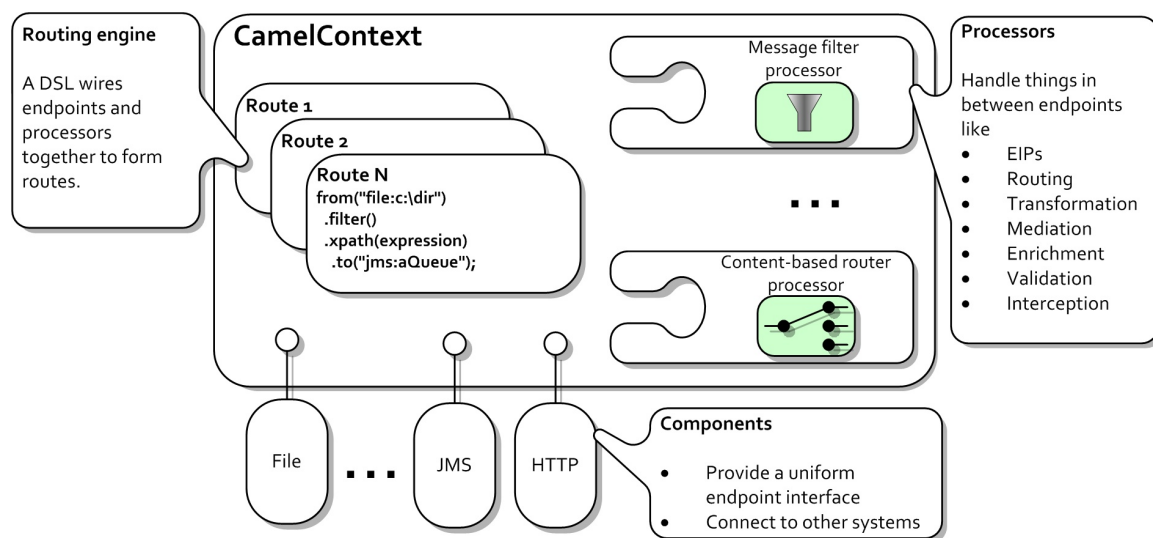 Routing engine
A DSL wires
endpoints and
processors
together to form
routes.
CamelContext
Route 1
Route 2
Route N
from("file:c:\dir")
.filter()
.xpath(expression)
.to("jms:aQueue");
Message filter
processor
...
Content-based router
processor
Processors
Handle things in
between endpoints
like
• EIPs
• Routing
• Transformation
• Mediation
• Enrichment
• Validation
• Interception
File
...
JMS
HTTP
Components
• Provide a uniform
endpoint interface
• Connect to other systems